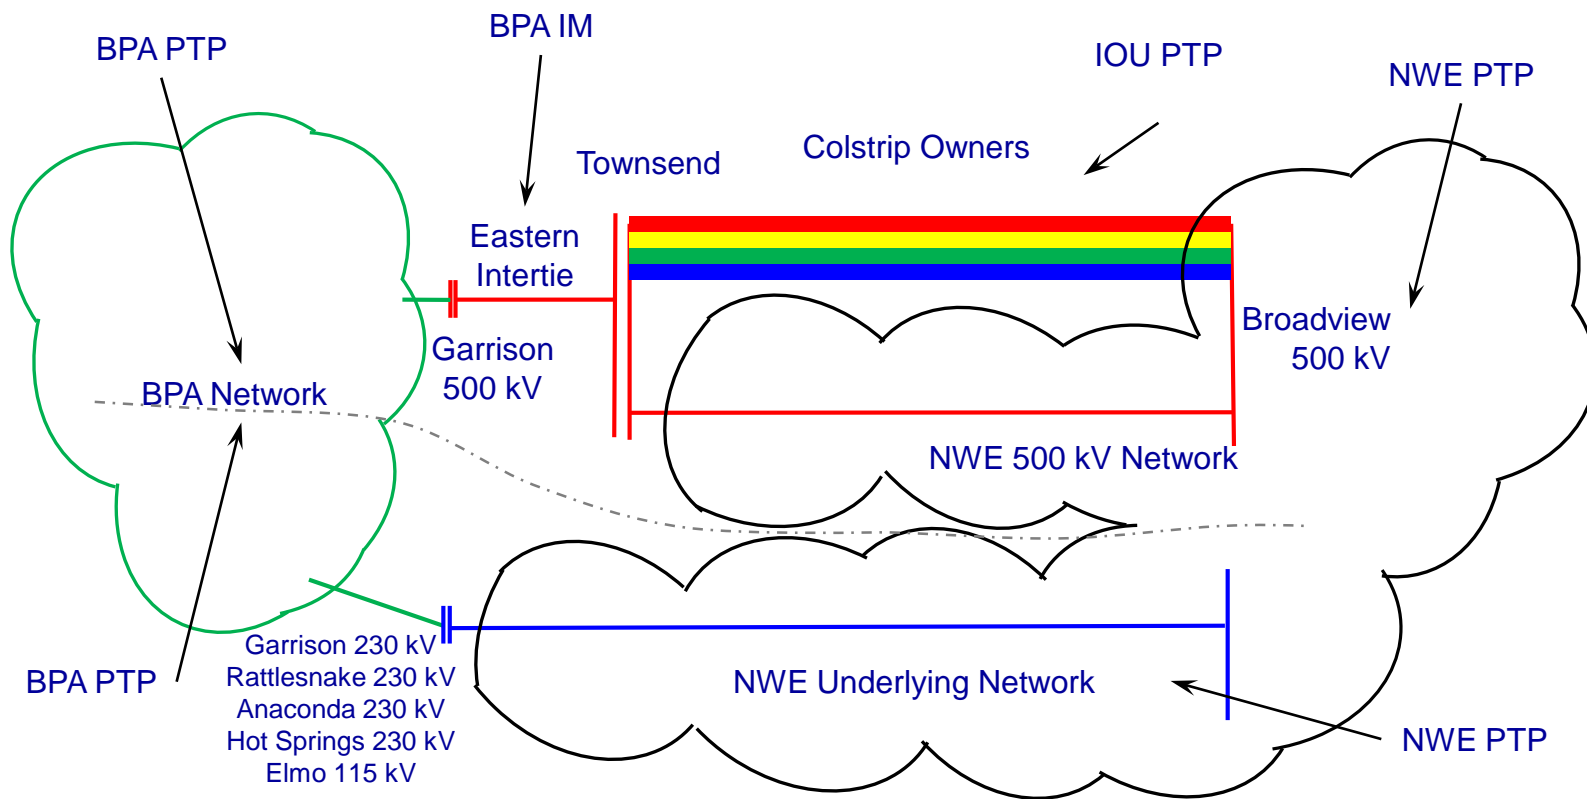 BPA IM
BPA PTP
IOU PTP
NWE PTP
Colstrip Owners
Townsend
Eastern
Intertie
Broadview
500 kV
Garrison
500 kV
BPA Network
NWE 500 kV Network
Garrison 230 kV
Rattlesnake 230 kV
Anaconda 230 kV
Hot Springs 230 kV
Elmo 115 kV
BPA PTP
NWE Underlying Network
NWE PTP